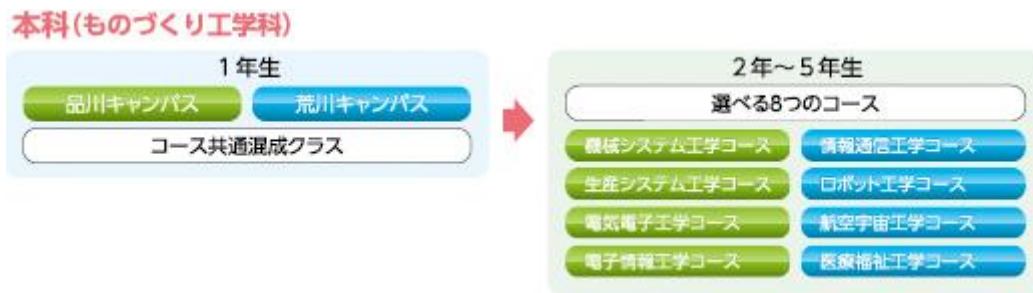 本科(ものづくり工学科)
1年生
品川キャンパス
荒川キャンパス
コース共通混成クラス
2年～5年生
選べる8つのコース
機械システム工学コース
情報通信工学コース
生産システム工学コース
ロボット工学コース
電気電子工学コース
航空宇宙工学コース
電子情報工学コース
医療福祉工学コース